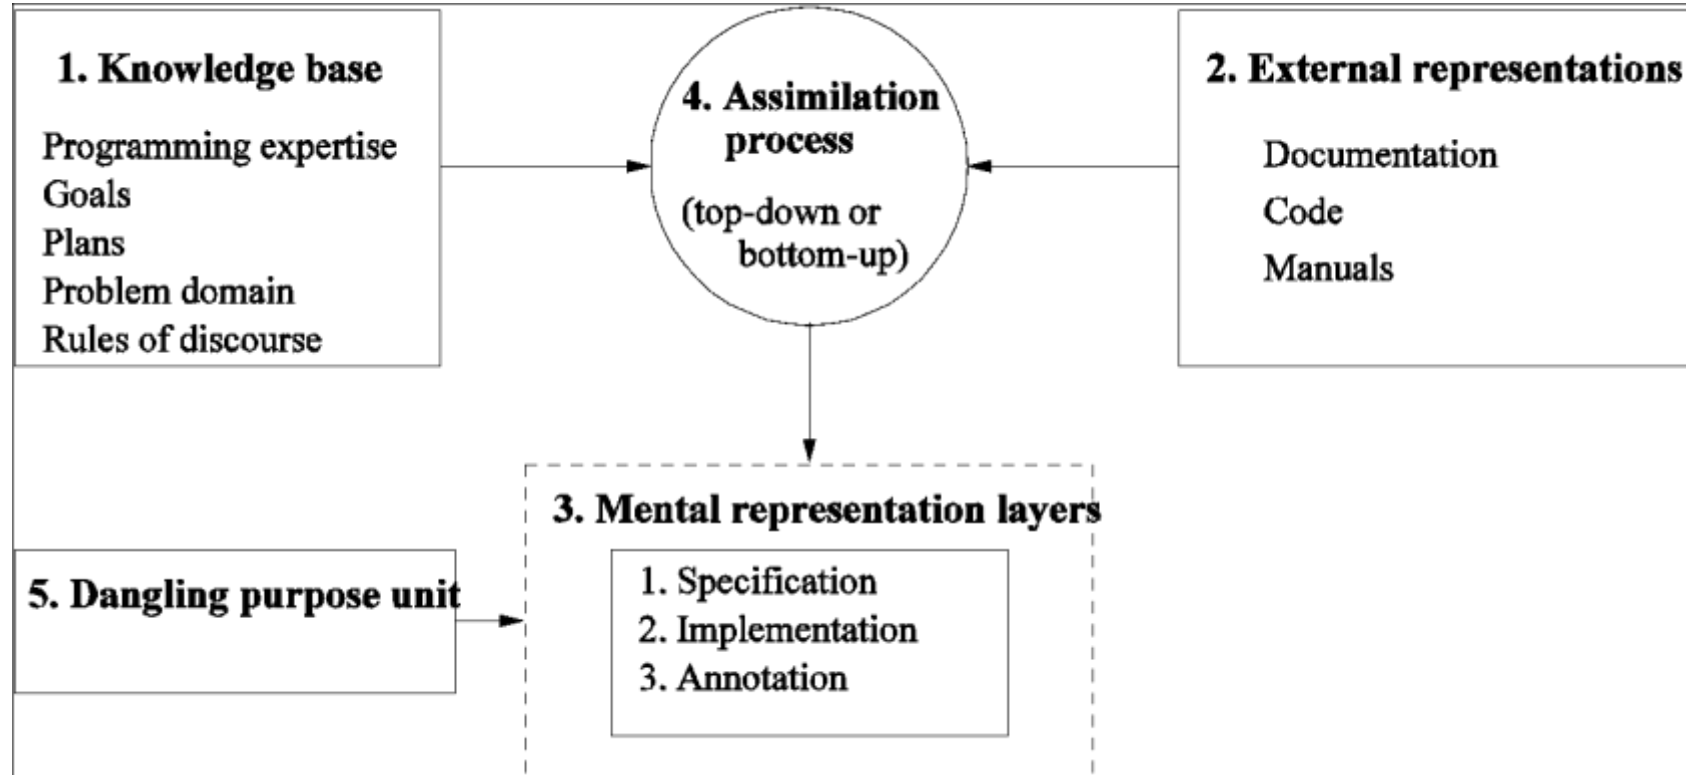 1. Knowledge base
Programming expertise
Goals
Plans
Problem domain
Rules of discourse
4. Assimilation
process
(top-down or
bottom-up)
2. External representations
Documentation
Code
Manuals
3. Mental representation layers
1. Specification
2. Implementation
3. Annotation
5. Dangling purpose unit